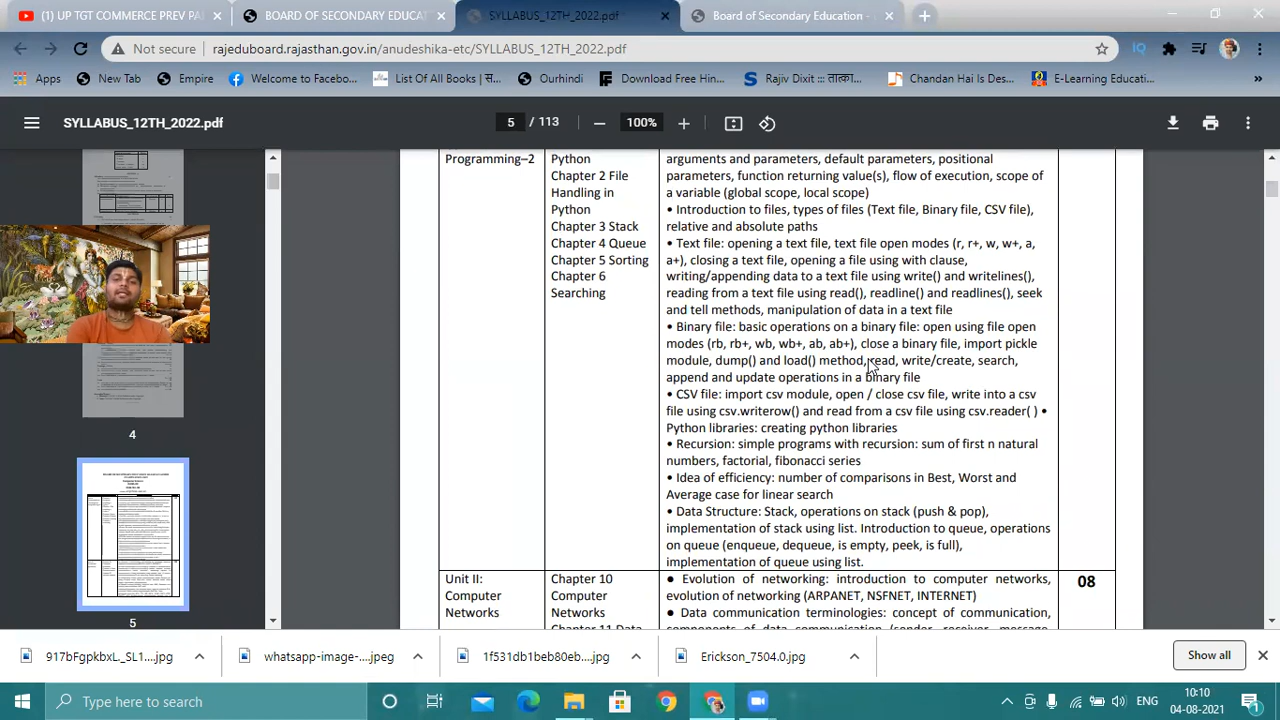 (1) UP TGT COMMERCE PREV PA
BOARD OF SECONDARY EDUCAT
SYLLABUS_12TH_2022.pdf
Board of Secondary Education -
Not secure
rajeduboard.rajasthan.gov.in/anudeshika-etc/SYLLABUS_12TH_2022.pdf
IQ
Apps
New Tab
Empire
Welcome to Facebo...
List Of All Books | स...
Ourhindi
Download Free Hin...
Rajiv Dixit ::: तात्का...
Chandan Hai Is Des...
E-Learning Educati...
»
SYLLABUS_12TH_2022.pdf
5 / 113
100%
4
5
Programming–2
Python
Chapter 2 File
Handling in
Python
Chapter 3 Stack
Chapter 4 Queue
Chapter 5 Sorting
Chapter 6
Searching
arguments and parameters, default parameters, positional
parameters, function returning value(s), flow of execution, scope of
a variable (global scope, local scope)
• Introduction to files, types of files (Text file, Binary file, CSV file),
relative and absolute paths
• Text file: opening a text file, text file open modes (r, r+, w, w+, a,
a+), closing a text file, opening a file using with clause,
writing/appending data to a text file using write() and writelines(),
reading from a text file using read(), readline() and readlines(), seek
and tell methods, manipulation of data in a text file
• Binary file: basic operations on a binary file: open using file open
modes (rb, rb+, wb, wb+, ab, ab+), close a binary file, import pickle
module, dump() and load() method, read, write/create, search,
append and update operations in a binary file
• CSV file: import csv module, open / close csv file, write into a csv
file using csv.writerow() and read from a csv file using csv.reader( ) •
Python libraries: creating python libraries
• Recursion: simple programs with recursion: sum of first n natural
numbers, factorial, fibonacci series
• Idea of efficiency: number of comparisons in Best, Worst and
Average case for linear search
• Data Structure: Stack, operations on stack (push & pop),
implementation of stack using list. Introduction to queue, operations
on queue (enqueue, dequeue, is empty, peek, is full),
implementation of queue using list.
Unit II:
Computer
Networks
Chapter 10
Computer
Networks
Chapter 11 Data
● Evolution of networking: introduction to computer networks,
evolution of networking (ARPANET, NSFNET, INTERNET)
● Data communication terminologies: concept of communication,
components of data communication (sender, receiver, message,
08
917bFgpkbxL._SL1....jpg
whatsapp-image-....jpeg
1f531db1beb80eb....jpg
Erickson_7504.0.jpg
Show all
Type here to search
ENG
10:10
04-08-2021